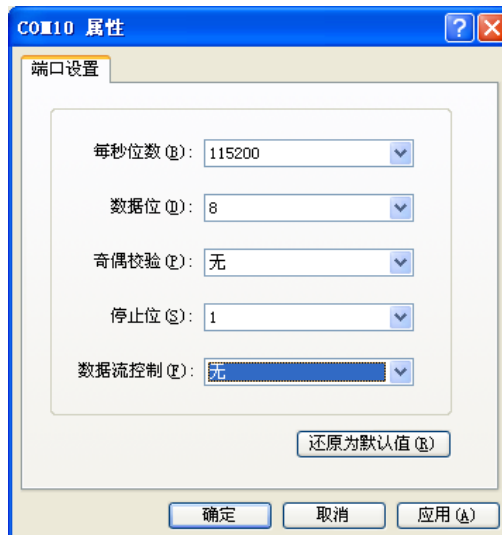 COM10 属性
端口设置
每秒位数(B): 115200
数据位(D): 8
奇偶校验(P): 无
停止位(S): 1
数据流控制(F): 无
还原为默认值(R)
确定 取消 应用(A)